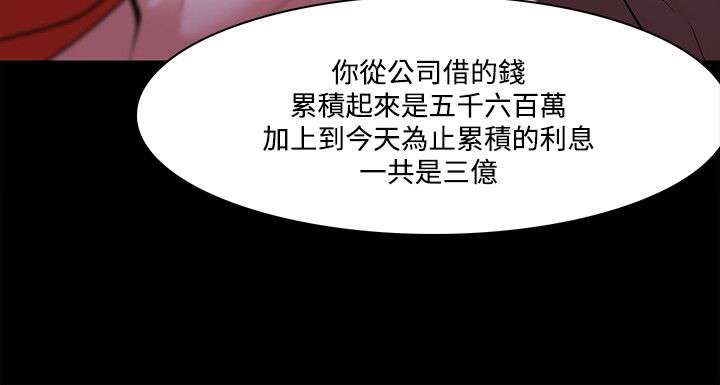 你從公司借的錢
累積起來是五千六百萬
加上到今天為止累積的利息
一共是三億